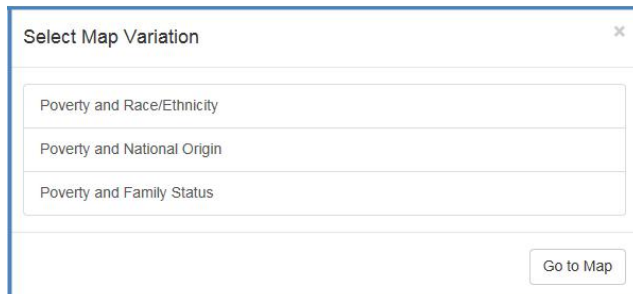 Select Map Variation ×
Poverty and Race/Ethnicity
Poverty and National Origin
Poverty and Family Status
Go to Map